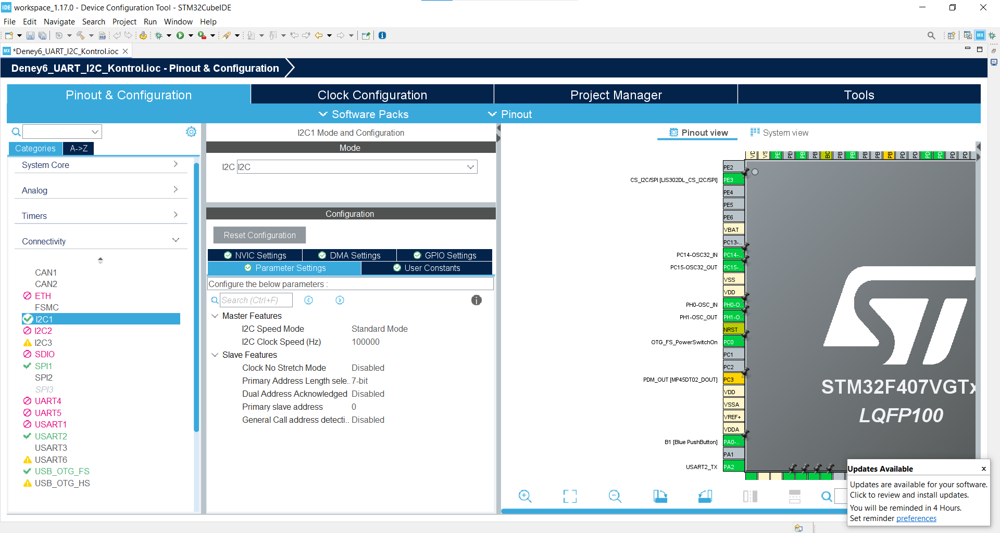 IDE workspace_1.17.0 - Device Configuration Tool - STM32CubeIDE
File Edit Navigate Search Project Run Window Help
MX *Deney6_UART_I2C_Kontrol.ioc
Deney6_UART_I2C_Kontrol.ioc - Pinout & Configuration
Pinout & Configuration Clock Configuration Project Manager Tools
Software Packs Pinout
Categories A->Z
System Core
Analog
Timers
Connectivity
CAN1
CAN2
ETH
FSMC
I2C1
I2C2
I2C3
SDIO
SPI1
SPI2
SPI3
UART4
UART5
USART1
USART2
USART3
USART6
USB_OTG_FS
USB_OTG_HS
I2C1 Mode and Configuration
Mode
I2C I2C
Configuration
Reset Configuration
NVIC Settings DMA Settings GPIO Settings
Parameter Settings User Constants
Configure the below parameters :
Search (Ctrl+F)
Master Features
I2C Speed Mode Standard Mode
I2C Clock Speed (Hz) 100000
Slave Features
Clock No Stretch Mode Disabled
Primary Address Length sele.. 7-bit
Dual Address Acknowledged Disabled
Primary slave address 0
General Call address detecti.. Disabled
Pinout view System view
PE2
CS_I2C/SPI [LIS302DL_CS_I2C/SPI] PE3
PE4
PE5
PE6
VBAT
PC13-..
PC14-OSC32_IN PC14-..
PC15-OSC32_OUT PC15-..
VSS
VDD
PH0-OSC_IN PH0-O..
PH1-OSC_OUT PH1-O..
NRST
OTG_FS_PowerSwitchOn PC0
PC1
PC2
PDM_OUT [MP45DT02_DOUT] PC3
VDD
VSSA
VREF+
VDDA
B1 [Blue PushButton] PA0-..
PA1
USART2_TX PA2
STM32F407VGTx
LQFP100
Updates Available
Updates are available for your software.
Click to review and install updates.
You will be reminded in 4 Hours.
Set reminder preferences